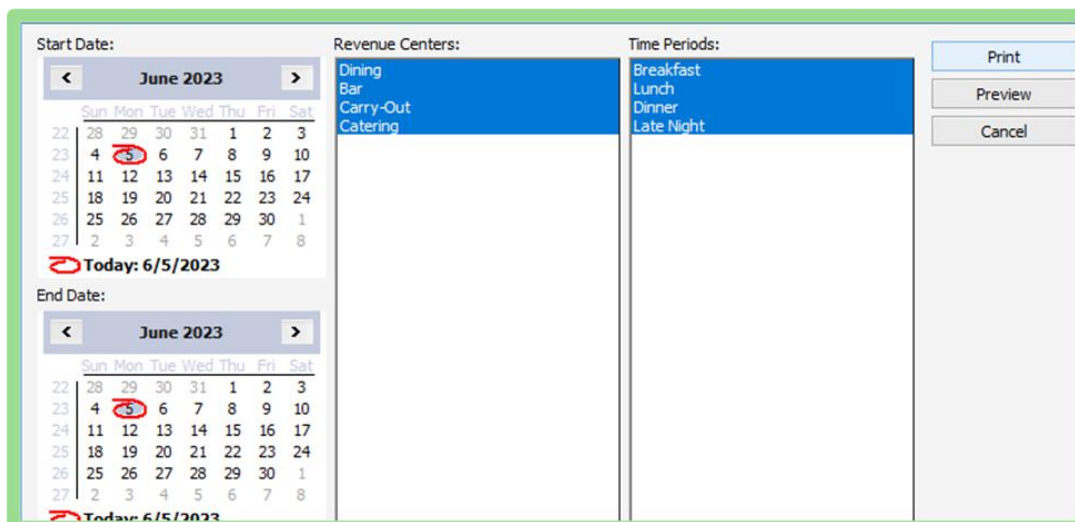 Start Date:
< June 2023 >
Sun Mon Tue Wed Thu Fri Sat
22 28 29 30 31 1 2 3
23 4 5 6 7 8 9 10
24 11 12 13 14 15 16 17
25 18 19 20 21 22 23 24
26 25 26 27 28 29 30 1
27 2 3 4 5 6 7 8
Today: 6/5/2023
End Date:
< June 2023 >
Sun Mon Tue Wed Thu Fri Sat
22 28 29 30 31 1 2 3
23 4 5 6 7 8 9 10
24 11 12 13 14 15 16 17
25 18 19 20 21 22 23 24
26 25 26 27 28 29 30 1
27 2 3 4 5 6 7 8
Today: 6/5/2023
Revenue Centers:
Dining
Bar
Carry-Out
Catering
Time Periods:
Breakfast
Lunch
Dinner
Late Night
Print
Preview
Cancel